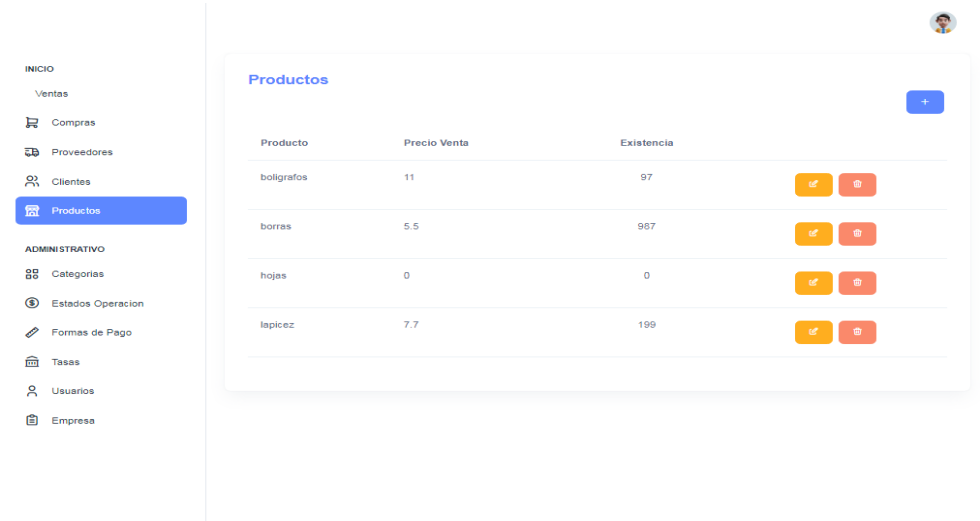 INICIO
Ventas
Compras
Proveedores
Clientes
Productos
ADMINISTRATIVO
Categorias
Estados Operacion
Formas de Pago
Tasas
Usuarios
Empresa
Productos
+
Producto Precio Venta Existencia
boligrafos 11 97
borras 5.5 987
hojas 0 0
lapicez 7.7 199